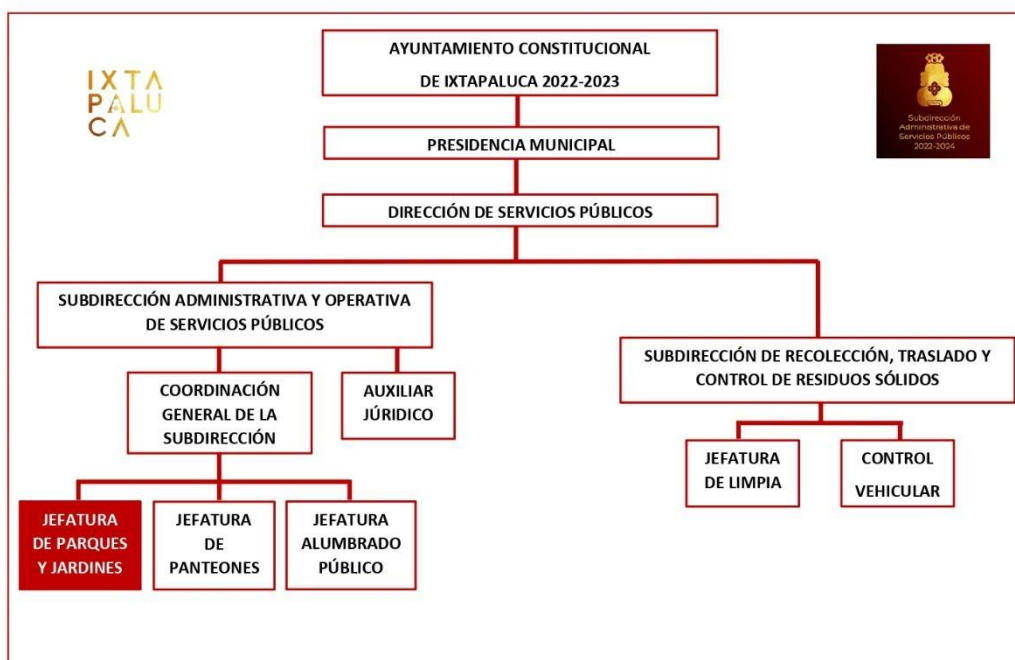 IXTA
PALU
CA
AYUNTAMIENTO CONSTITUCIONAL
DE IXTAPALUCA 2022-2023
Subdirección
Administrativa de
Servicios Públicos
2022-2024
PRESIDENCIA MUNICIPAL
DIRECCIÓN DE SERVICIOS PÚBLICOS
SUBDIRECCIÓN ADMINISTRATIVA Y OPERATIVA
DE SERVICIOS PÚBLICOS
SUBDIRECCIÓN DE RECOLECCIÓN, TRASLADO Y
CONTROL DE RESIDUOS SÓLIDOS
COORDINACIÓN
GENERAL DE LA
SUBDIRECCIÓN
AUXILIAR
JÚRIDICO
JEFATURA
DE LIMPIA
CONTROL
VEHICULAR
JEFATURA
DE PARQUES
Y JARDINES
JEFATURA
DE
PANTEONES
JEFATURA
ALUMBRADO
PÚBLICO